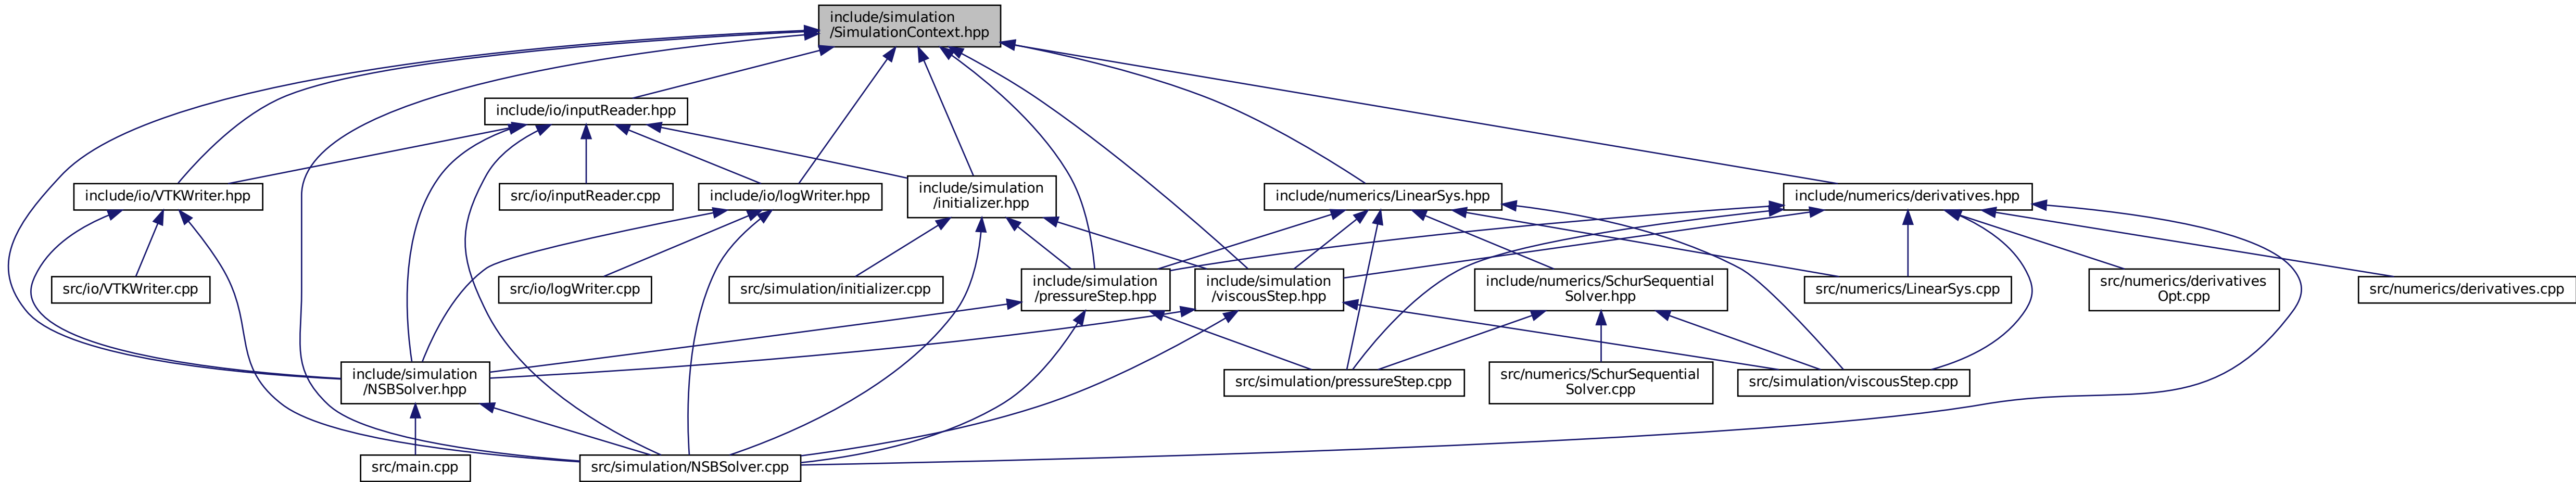 include/simulation
/SimulationContext.hpp
include/io/inputReader.hpp
include/io/VTKWriter.hpp
src/io/inputReader.cpp
include/io/logWriter.hpp
include/simulation
/initializer.hpp
include/numerics/LinearSys.hpp
include/numerics/derivatives.hpp
src/io/VTKWriter.cpp
src/io/logWriter.cpp
src/simulation/initializer.cpp
include/simulation
/pressureStep.hpp
include/simulation
/viscousStep.hpp
include/numerics/SchurSequential
Solver.hpp
src/numerics/LinearSys.cpp
src/numerics/derivatives
Opt.cpp
src/numerics/derivatives.cpp
include/simulation
/NSBSolver.hpp
src/simulation/pressureStep.cpp
src/numerics/SchurSequential
Solver.cpp
src/simulation/viscousStep.cpp
src/main.cpp
src/simulation/NSBSolver.cpp